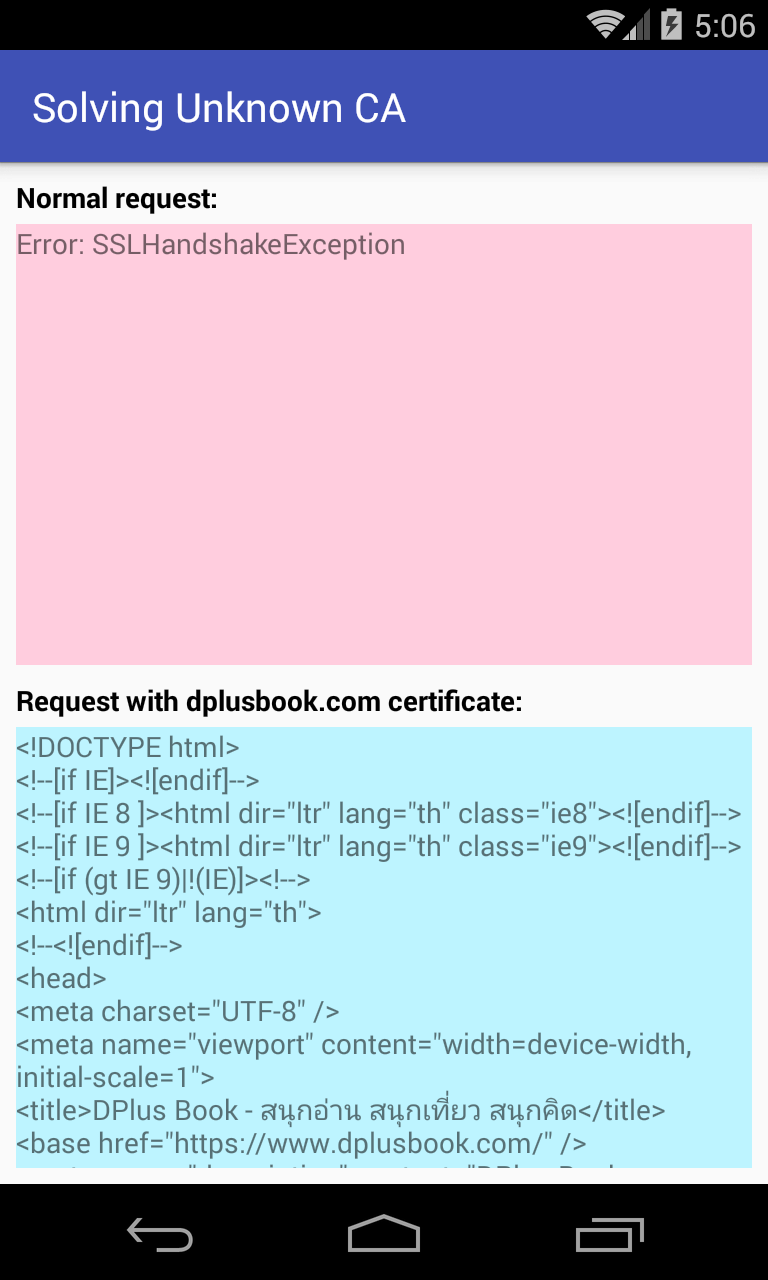 5:06
Solving Unknown CA
Normal request:
Error: SSLHandshakeException
Request with dplusbook.com certificate:
<!DOCTYPE html>
<!--[if IE]><![endif]-->
<!--[if IE 8 ]><html dir="ltr" lang="th" class="ie8"><![endif]-->
<!--[if IE 9 ]><html dir="ltr" lang="th" class="ie9"><![endif]-->
<!--[if (gt IE 9)|!(IE)]><!-->
<html dir="ltr" lang="th">
<!--<![endif]-->
<head>
<meta charset="UTF-8" />
<meta name="viewport" content="width=device-width,
initial-scale=1">
<title>DPlus Book - สนุกอ่าน สนุกเที่ยว สนุกคิด</title>
<base href="https://www.dplusbook.com/" />